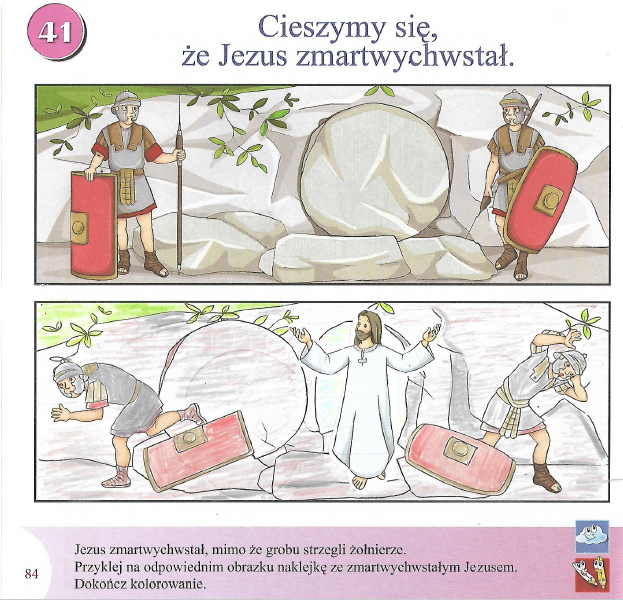 41
Cieszymy się,
że Jezus zmartwychwstał.
Jezus zmartwychwstał, mimo że grobu strzegli żołnierze.
Przyklej na odpowiednim obrazku naklejkę ze zmartwychwstałym Jezusem.
Dokończ kolorowanie.
84